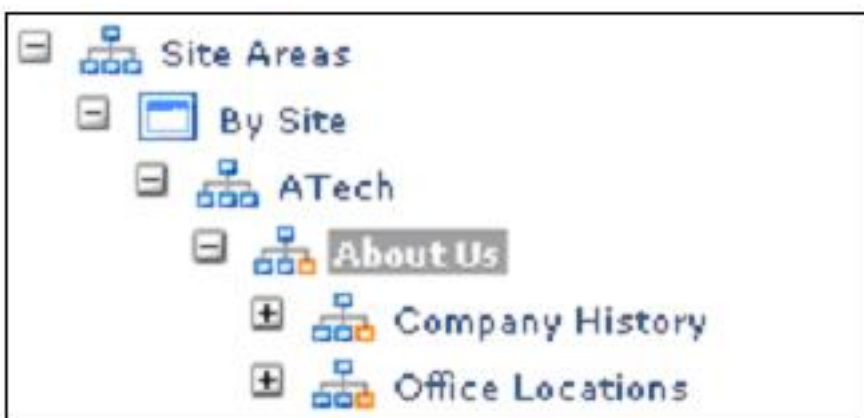 Site Areas
By Site
ATech
About Us
Company History
Office Locations